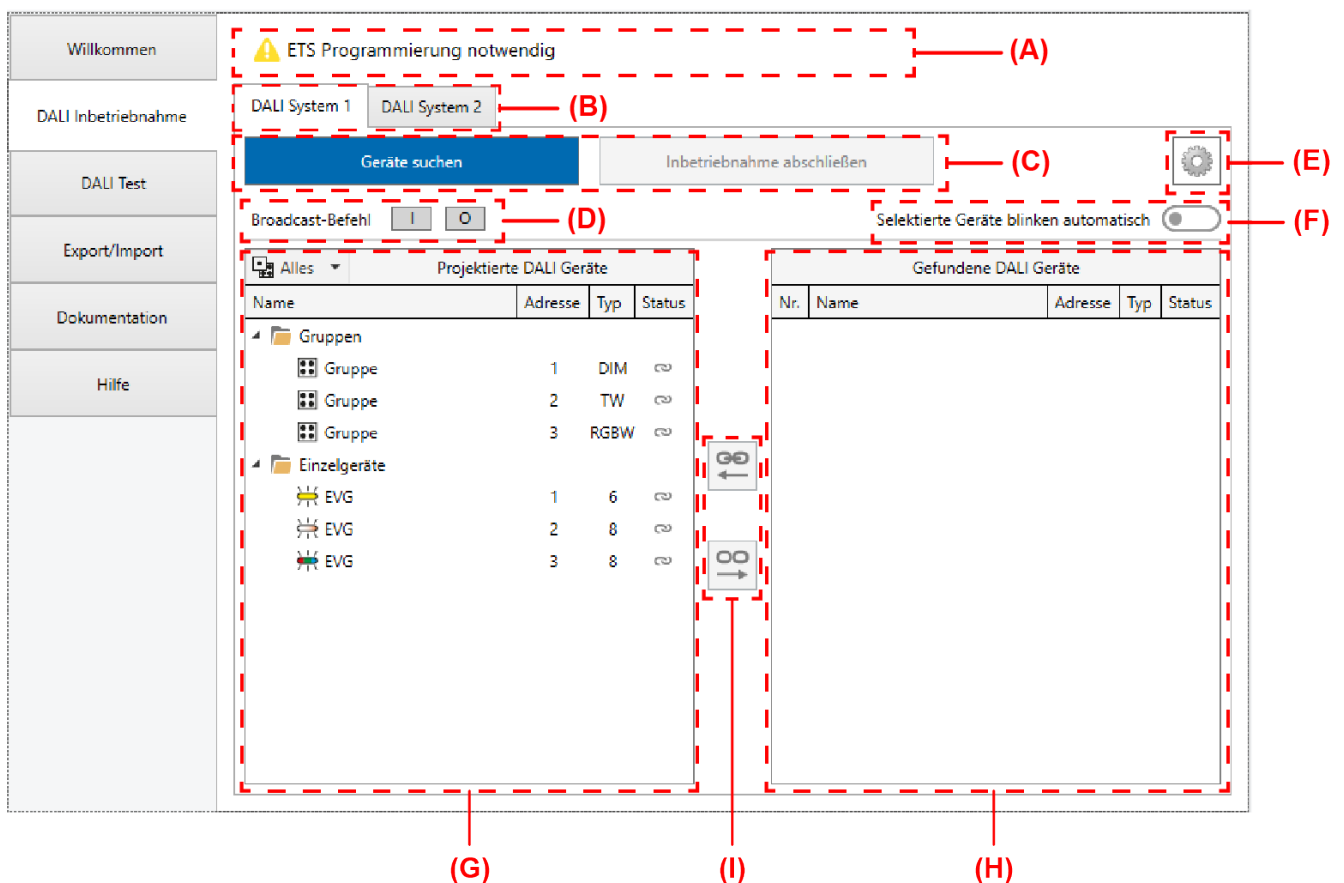 Willkommen
ETS Programmierung notwendig
(A)
DALI Inbetriebnahme
DALI System 1 DALI System 2
(B)
Geräte suchen Inbetriebnahme abschließen
(C)
(E)
DALI Test
Broadcast-Befehl I O
(D)
Selektierte Geräte blinken automatisch
(F)
Export/Import
Alles Projektierte DALI Geräte
Gefundene DALI Geräte
Name Adresse Typ Status
Nr. Name Adresse Typ Status
Dokumentation
Hilfe
Gruppen
Gruppe 1 DIM
Gruppe 2 TW
Gruppe 3 RGBW
Einzelgeräte
EVG 1 6
EVG 2 8
EVG 3 8
(G)
(I)
(H)